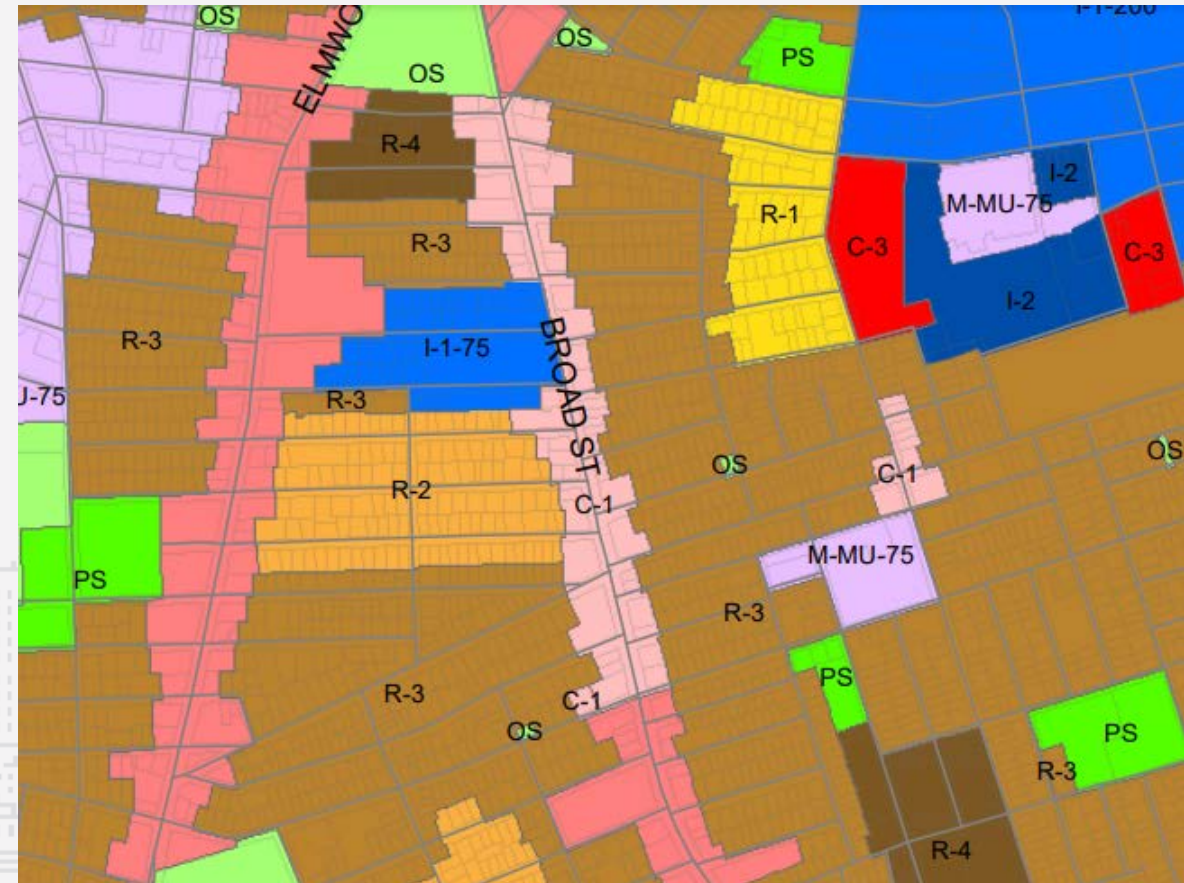 OS
ELMWO
OS
OS
PS
I-1-200
R-4
I-2
M-MU-75
R-1
R-3
C-3
C-3
I-2
R-3
I-1-75
BROAD ST
U-75
R-3
OS
OS
R-2
C-1
C-1
M-MU-75
PS
R-3
PS
R-3
C-1
OS
PS
R-3
R-4